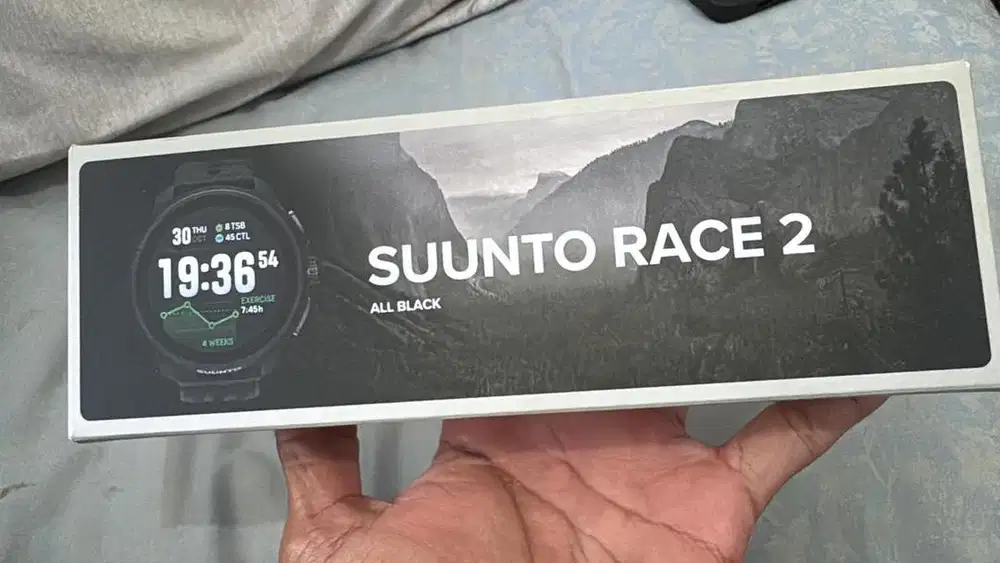 30 THU OCT
8 TSB
45 CTL
19:36 54
EXERCISE
7:45h
4 WEEKS
SUUNTO
SUUNTO RACE 2
ALL BLACK